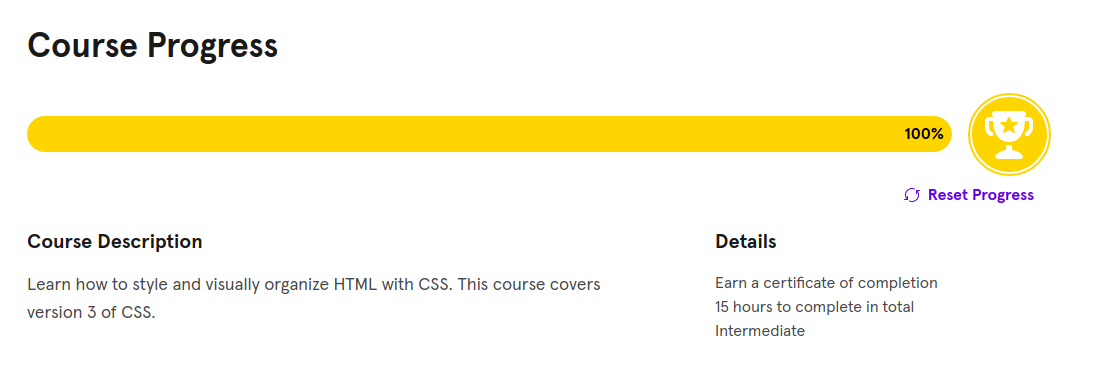 Course Progress
100%
Reset Progress
Course Description
Learn how to style and visually organize HTML with CSS. This course covers
version 3 of CSS.
Details
Earn a certificate of completion
15 hours to complete in total
Intermediate